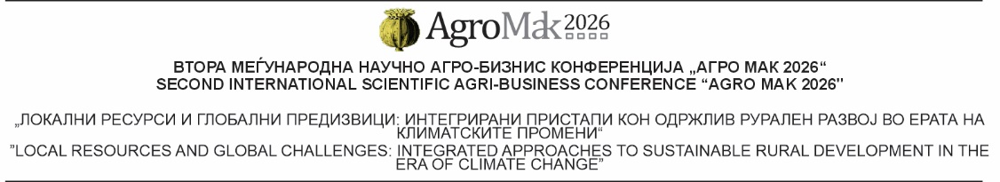 AgroMak 2026
ВТОРА МЕЃУНАРОДНА НАУЧНО АГРО-БИЗНИС КОНФЕРЕНЦИЈА „АГРО МАК 2026“
SECOND INTERNATIONAL SCIENTIFIC AGRI-BUSINESS CONFERENCE “AGRO MAK 2026"
„ЛОКАЛНИ РЕСУРСИ И ГЛОБАЛНИ ПРЕДИЗВИЦИ: ИНТЕГРИРАНИ ПРИСТАПИ КОН ОДРЖЛИВ РУРАЛЕН РАЗВОЈ ВО ЕРАТА НА
КЛИМАТСКИТЕ ПРОМЕНИ“
”LOCAL RESOURCES AND GLOBAL CHALLENGES: INTEGRATED APPROACHES TO SUSTAINABLE RURAL DEVELOPMENT IN THE
ERA OF CLIMATE CHANGE”